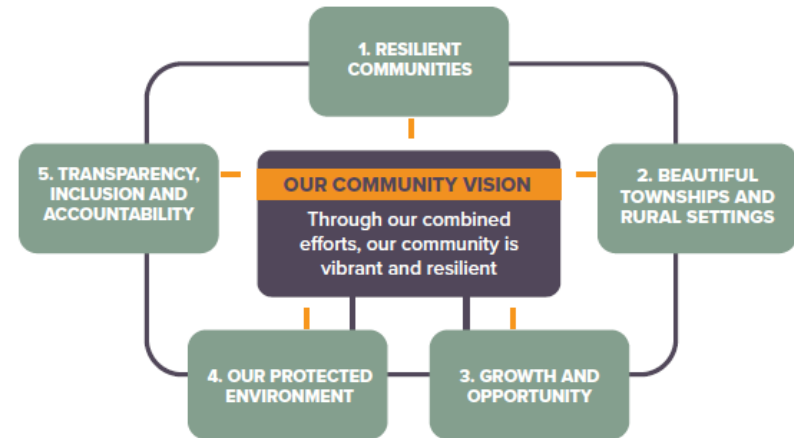 1. RESILIENT
COMMUNITIES
5. TRANSPARENCY,
INCLUSION AND
ACCOUNTABILITY
OUR COMMUNITY VISION
Through our combined
efforts, our community is
vibrant and resilient
2. BEAUTIFUL
TOWNSHIPS AND
RURAL SETTINGS
4. OUR PROTECTED
ENVIRONMENT
3. GROWTH AND
OPPORTUNITY